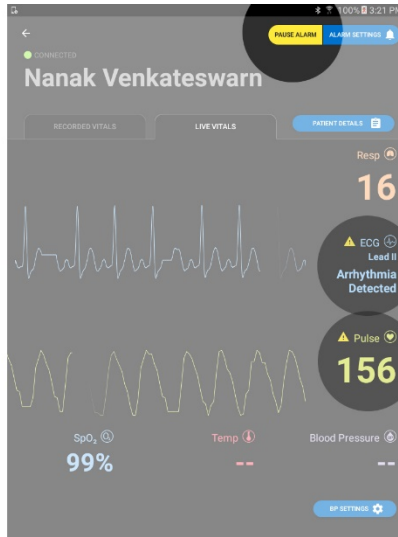 100% 3:21 PM
PAUSE ALARM
ALARM SETTINGS
CONNECTED
Nanak Venkateswarn
RECORDED VITALS
LIVE VITALS
PATIENT DETAILS
Resp
16
ECG
Lead II
Arrhythmia
Detected
Pulse
156
SpO₂
Temp
Blood Pressure
99%
--
--
BP SETTINGS